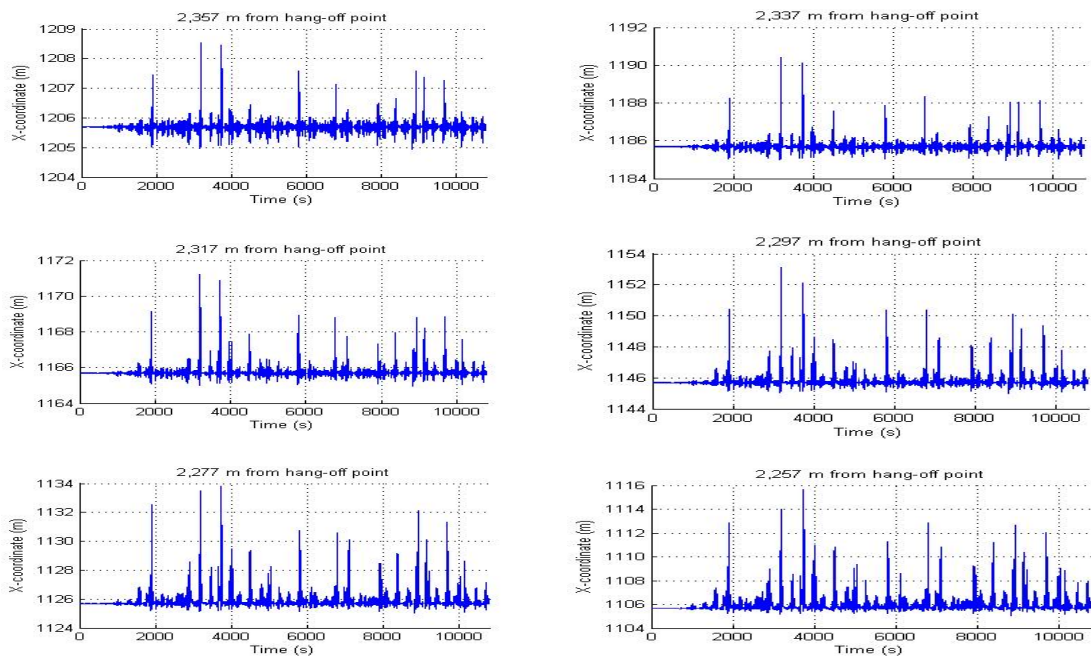 2,357 m from hang-off point
1209
1208
1207
1206
1205
1204
X-coordinate (m)
0 2000 4000 6000 8000 10000
Time (s)
2,337 m from hang-off point
1192
1190
1188
1186
1184
X-coordinate (m)
0 2000 4000 6000 8000 10000
Time (s)
2,317 m from hang-off point
1172
1170
1168
1166
1164
X-coordinate (m)
0 2000 4000 6000 8000 10000
Time (s)
2,297 m from hang-off point
1154
1152
1150
1148
1146
1144
X-coordinate (m)
0 2000 4000 6000 8000 10000
Time (s)
2,277 m from hang-off point
1134
1132
1130
1128
1126
1124
X-coordinate (m)
0 2000 4000 6000 8000 10000
Time (s)
2,257 m from hang-off point
1116
1114
1112
1110
1108
1106
1104
X-coordinate (m)
0 2000 4000 6000 8000 10000
Time (s)